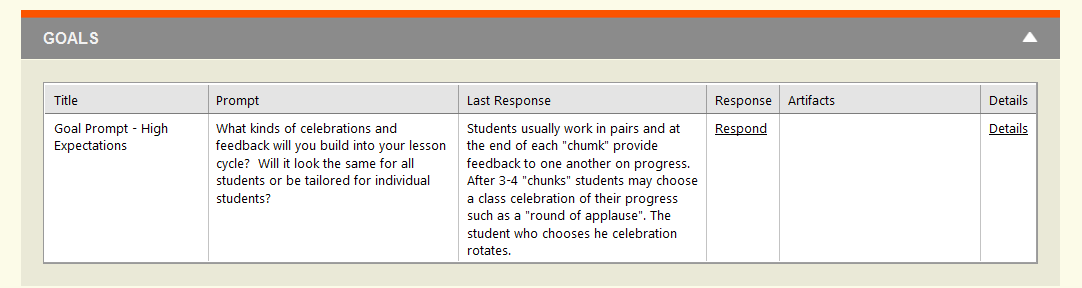 GOALS
Title Prompt Last Response Response Artifacts Details
Goal Prompt - High
Expectations
What kinds of celebrations and
feedback will you build into your lesson
cycle?  Will it look the same for all
students or be tailored for individual
students?
Students usually work in pairs and at
the end of each "chumk" provide
feedback to one another on progress.
After 3-4 "chunks" students may choose
a class celebration of their progress
such as a "round of applause". The
student who chooses he celebration
rotates.
Respond
Details